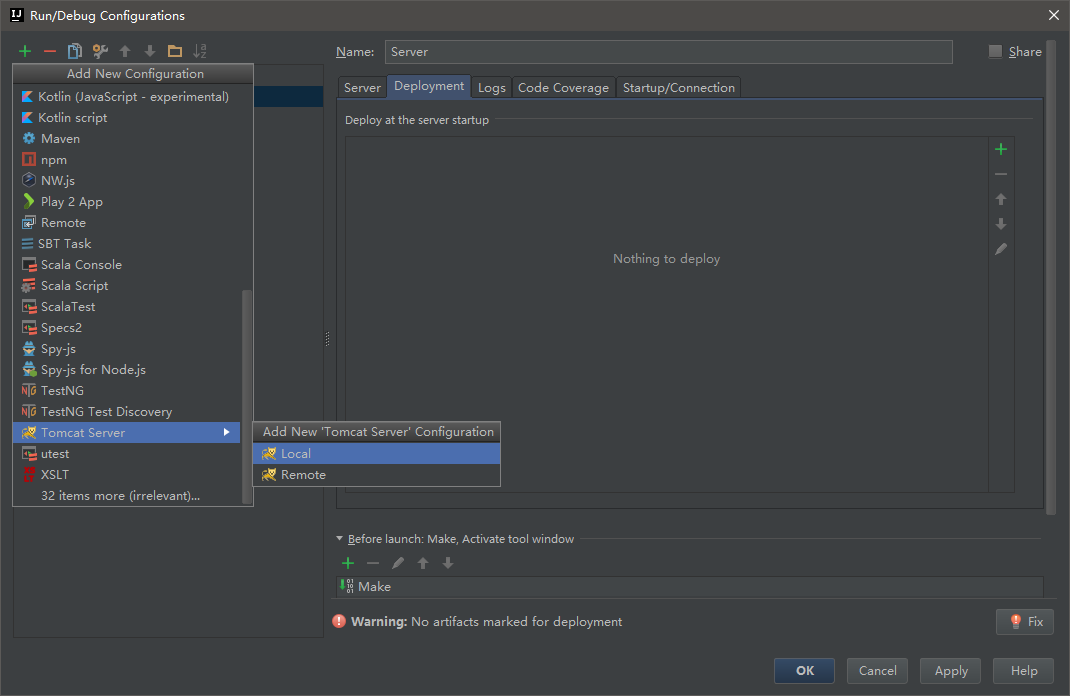 Run/Debug Configurations
Name: Server Share
Add New Configuration
Kotlin (JavaScript - experimental)
Kotlin script
Maven
npm
NW.js
Play 2 App
Remote
SBT Task
Scala Console
Scala Script
ScalaTest
Specs2
Spy-js
Spy-js for Node.js
TestNG
TestNG Test Discovery
Tomcat Server
utest
XSLT
32 items more (irrelevant)...
Add New 'Tomcat Server' Configuration
Local
Remote
Server Deployment Logs Code Coverage Startup/Connection
Deploy at the server startup
Nothing to deploy
Before launch: Make, Activate tool window
Make
Warning: No artifacts marked for deployment
Fix
OK Cancel Apply Help